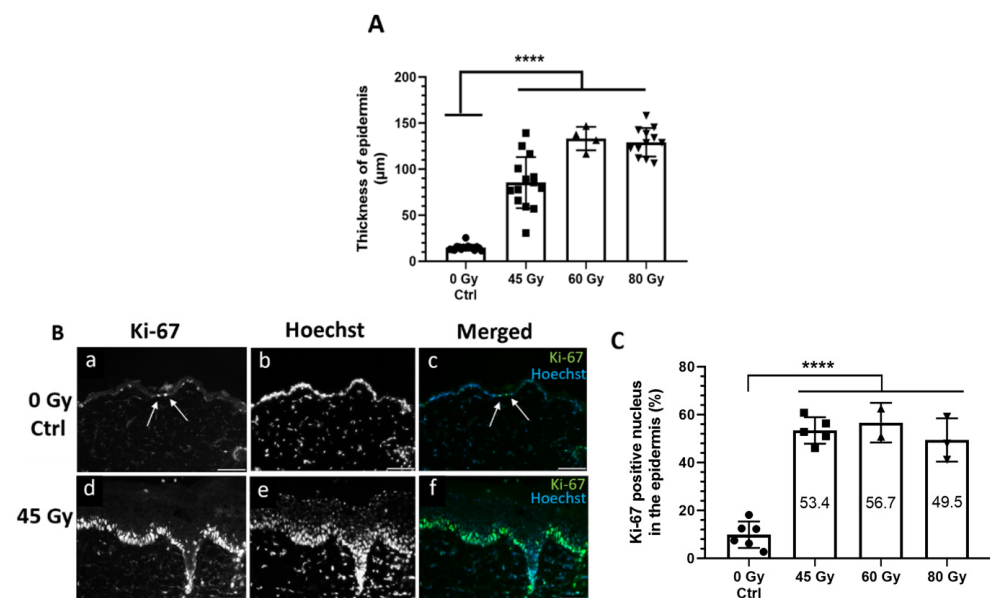 A
****
Thickness of epidermis
(µm)
200
150
100
50
0
0 Gy
Ctrl
45 Gy
60 Gy
80 Gy
B
Ki-67
Hoechst
Merged
0 Gy
Ctrl
a
b
c
Ki-67
Hoechst
45 Gy
d
e
f
Ki-67
Hoechst
C
****
Ki-67 positive nucleus
in the epidermis (%)
80
60
40
20
0
53.4
56.7
49.5
0 Gy
Ctrl
45 Gy
60 Gy
80 Gy